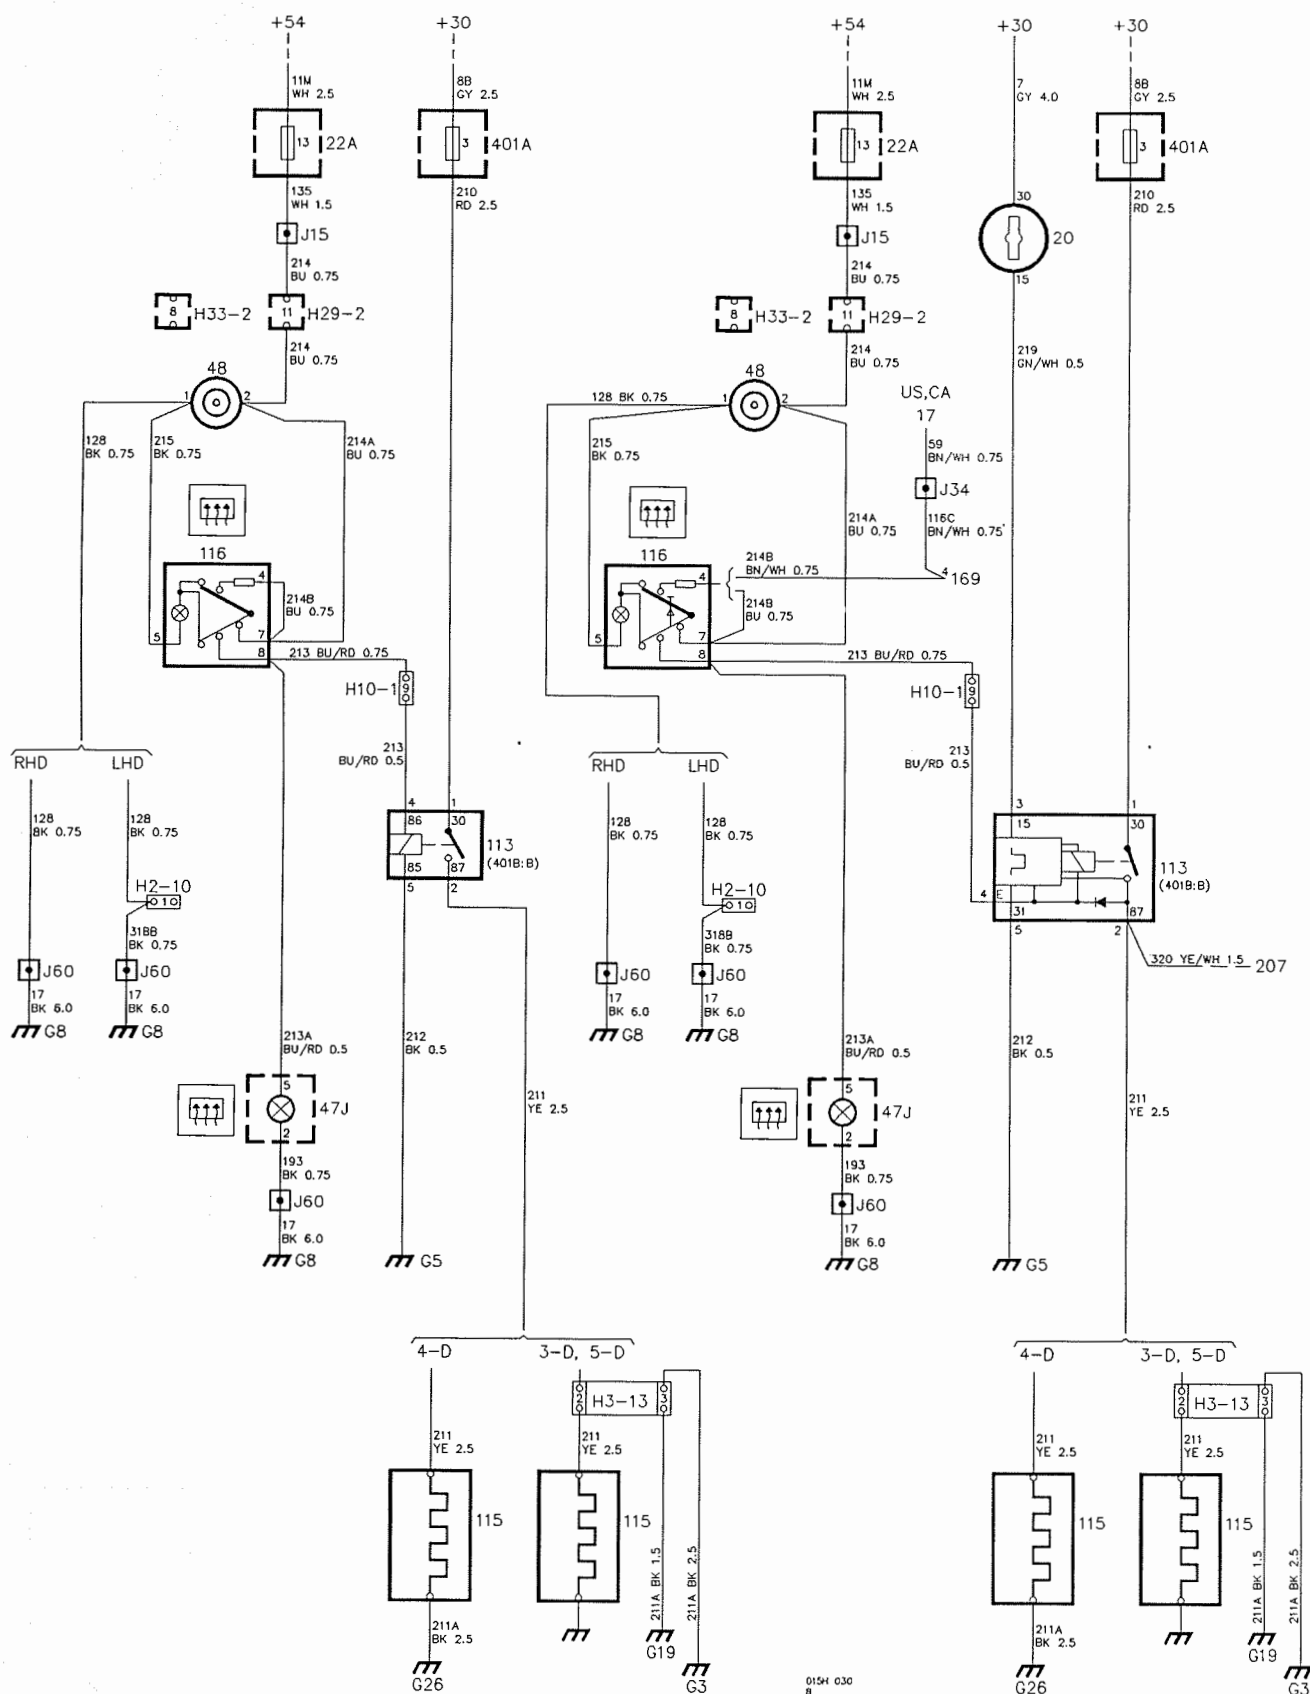 +54
+30
+54
+30
+30
11M
WH 2.5
8B
GY 2.5
11M
WH 2.5
7
GY 4.0
8B
GY 2.5
13
22A
3
401A
13
22A
3
401A
135
WH 1.5
210
RD 2.5
135
WH 1.5
30
210
RD 2.5
J15
J15
20
214
BU 0.75
214
BU 0.75
15
8
H33-2
11
H29-2
8
H33-2
11
H29-2
214
BU 0.75
214
BU 0.75
219
GN/WH 0.5
48
48
1
2
128 BK 0.75
1
2
US,CA
17
128
BK 0.75
215
BK 0.75
214A
BU 0.75
215
BK 0.75
59
BN/WH 0.75
J34
214A
BU 0.75
116C
BN/WH 0.75
116
116
214B
BN/WH 0.75
4
169
4
214B
BU 0.75
4
214B
BU 0.75
5
7
8
213 BU/RD 0.75
5
7
8
213 BU/RD 0.75
H10-1
9
H10-1
9
213
BU/RD 0.5
213
BU/RD 0.5
RHD
LHD
RHD
LHD
4
1
3
1
128
BK 0.75
128
BK 0.75
86
30
113
(401B:B)
85
87
5
2
128
BK 0.75
128
BK 0.75
15
30
113
(401B:B)
4
E
31
87
5
2
H2-10
1
H2-10
1
318B
BK 0.75
318B
BK 0.75
320 YE/WH 1.5
207
J60
J60
J60
J60
17
BK 6.0
17
BK 6.0
17
BK 6.0
17
BK 6.0
G8
G8
G8
G8
213A
BU/RD 0.5
212
BK 0.5
213A
BU/RD 0.5
212
BK 0.5
5
47J
2
211
YE 2.5
5
47J
2
211
YE 2.5
193
BK 0.75
193
BK 0.75
J60
J60
17
BK 6.0
17
BK 6.0
G8
G5
G8
G5
4-D
3-D, 5-D
4-D
3-D, 5-D
2
H3-13
3
2
H3-13
3
211
YE 2.5
211
YE 2.5
211
YE 2.5
211
YE 2.5
115
115
115
115
211A BK 1.5
211A BK 2.5
211A BK 1.5
211A BK 2.5
211A
BK 2.5
211A
BK 2.5
G19
G19
G26
G3
G26
G3
015H 030
B